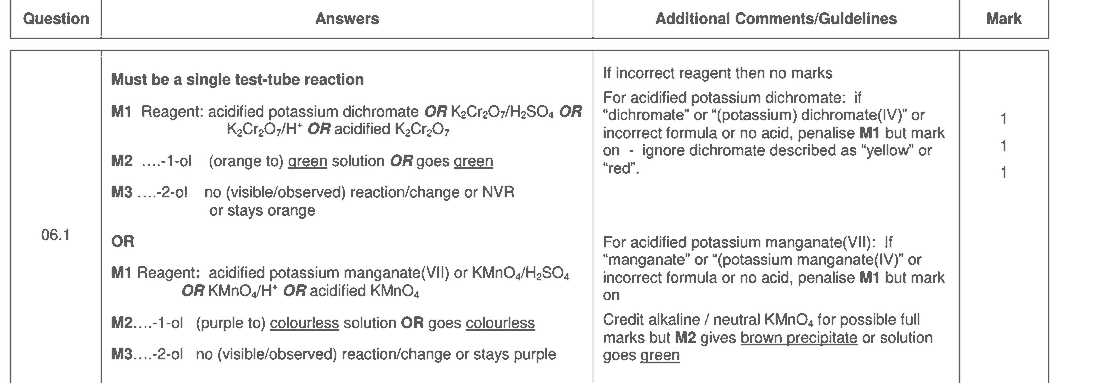 Question Answers Additional Comments/Guidelines Mark
06.1
Must be a single test-tube reaction
M1 Reagent: acidified potassium dichromate OR K₂Cr₂O₇/H₂SO₄ OR
K₂Cr₂O₇/H⁺ OR acidified K₂Cr₂O₇
M2 ….-1-ol (orange to) green solution OR goes green
M3 ….-2-ol no (visible/observed) reaction/change or NVR
or stays orange
OR
M1 Reagent: acidified potassium manganate(VII) or KMnO₄/H₂SO₄
OR KMnO₄/H⁺ OR acidified KMnO₄
M2….-1-ol (purple to) colourless solution OR goes colourless
M3….-2-ol no (visible/observed) reaction/change or stays purple
If incorrect reagent then no marks
For acidified potassium dichromate: if
“dichromate” or “(potassium) dichromate(IV)” or
incorrect formula or no acid, penalise M1 but mark
on - ignore dichromate described as “yellow” or
“red”.
For acidified potassium manganate(VII): If
“manganate” or “(potassium manganate(IV)” or
incorrect formula or no acid, penalise M1 but mark
on
Credit alkaline / neutral KMnO₄ for possible full
marks but M2 gives brown precipitate or solution
goes green
1
1
1